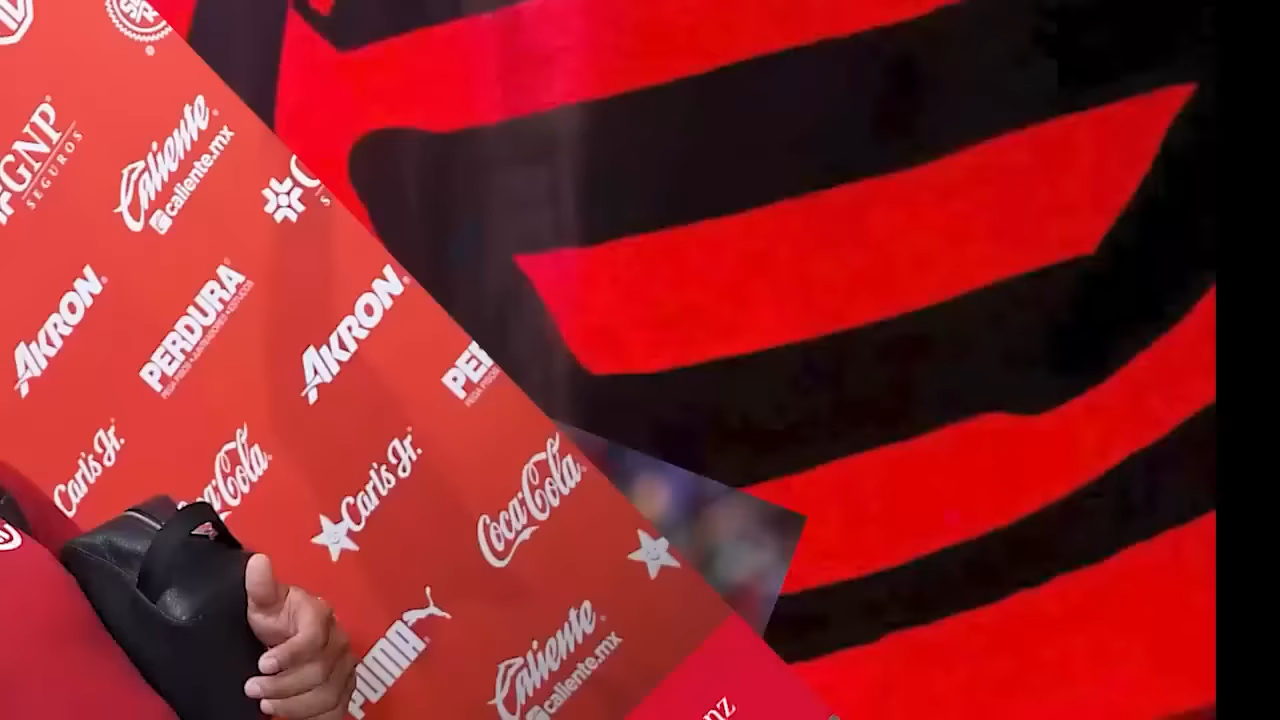 GNP
SEGUROS
Caliente
caliente.mx
AKRON
PERDURA
AKRON
Carl's Jr.
Coca-Cola
Carl's Jr.
Coca-Cola
PUMA
Caliente
caliente.mx
nz